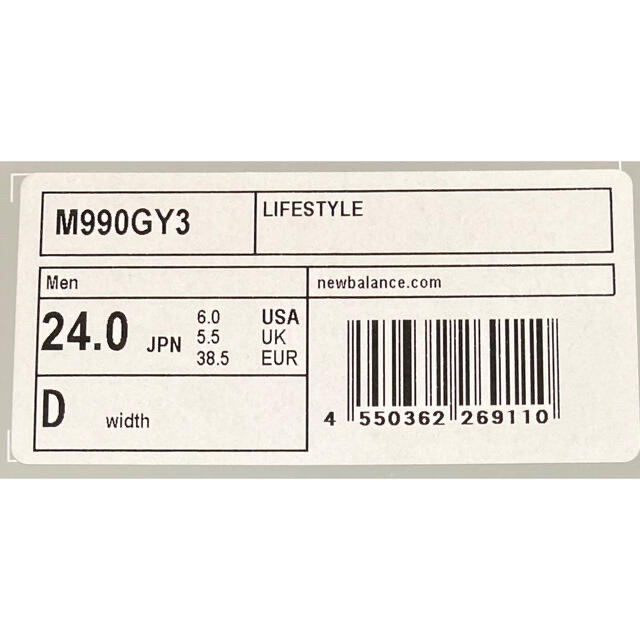 M990GY3
LIFESTYLE
Men
newbalance.com
24.0 JPN
6.0 USA
5.5 UK
38.5 EUR
D width
4 550362 269110